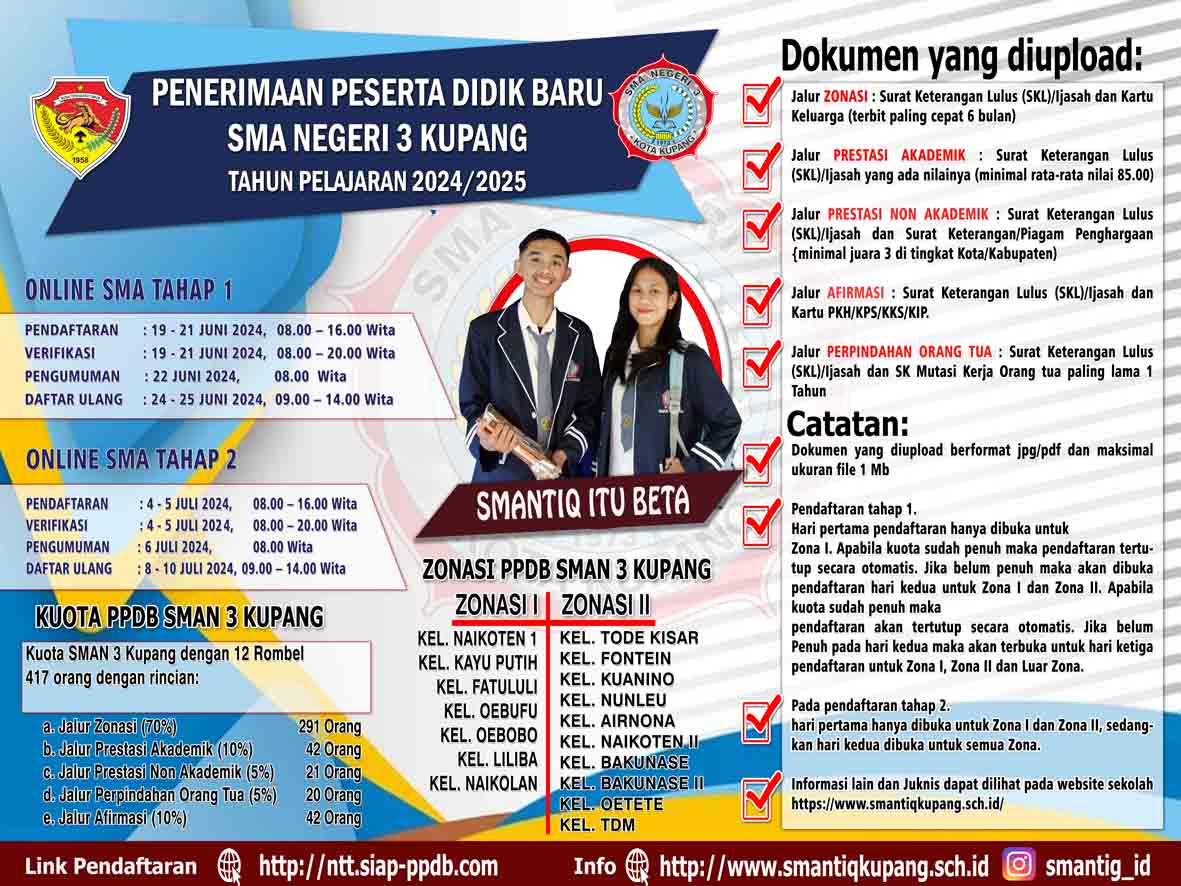 PENERIMAAN PESERTA DIDIK BARU
SMA NEGERI 3 KUPANG
TAHUN PELAJARAN 2024/2025
1958
SMA NEGERI 3
KOTA KUPANG
ONLINE SMA TAHAP 1
PENDAFTARAN : 19 - 21 JUNI 2024, 08.00 – 16.00 Wita
VERIFIKASI : 19 - 21 JUNI 2024, 08.00 – 20.00 Wita
PENGUMUMAN : 22 JUNI 2024, 08.00 Wita
DAFTAR ULANG : 24 - 25 JUNI 2024, 09.00 – 14.00 Wita
ONLINE SMA TAHAP 2
PENDAFTARAN : 4 - 5 JULI 2024, 08.00 – 16.00 Wita
VERIFIKASI : 4 - 5 JULI 2024, 08.00 – 20.00 Wita
PENGUMUMAN : 6 JULI 2024, 08.00 Wita
DAFTAR ULANG : 8 - 10 JULI 2024, 09.00 – 14.00 Wita
KUOTA PPDB SMAN 3 KUPANG
Kuota SMAN 3 Kupang dengan 12 Rombel
417 orang dengan rincian:
a. Jalur Zonasi (70%) 291 Orang
b. Jalur Prestasi Akademik (10%) 42 Orang
c. Jalur Prestasi Non Akademik (5%) 21 Orang
d. Jalur Perpindahan Orang Tua (5%) 20 Orang
e. Jalur Afirmasi (10%) 42 Orang
SMANTIQ ITU BETA
ZONASI PPDB SMAN 3 KUPANG
ZONASI I
KEL. NAIKOTEN 1
KEL. KAYU PUTIH
KEL. FATULULI
KEL. OEBUFU
KEL. OEBOBO
KEL. LILIBA
KEL. NAIKOLAN
ZONASI II
KEL. TODE KISAR
KEL. FONTEIN
KEL. KUANINO
KEL. NUNLEU
KEL. AIRNONA
KEL. NAIKOTEN II
KEL. BAKUNASE
KEL. BAKUNASE II
KEL. OETETE
KEL. TDM
Dokumen yang diupload:
Jalur ZONASI : Surat Keterangan Lulus (SKL)/Ijasah dan Kartu
Keluarga (terbit paling cepat 6 bulan)
Jalur PRESTASI AKADEMIK : Surat Keterangan Lulus
(SKL)/Ijasah yang ada nilainya (minimal rata-rata nilai 85.00)
Jalur PRESTASI NON AKADEMIK : Surat Keterangan Lulus
(SKL)/Ijasah dan Surat Keterangan/Piagam Penghargaan
{minimal juara 3 di tingkat Kota/Kabupaten)
Jalur AFIRMASI : Surat Keterangan Lulus (SKL)/Ijasah dan
Kartu PKH/KPS/KKS/KIP.
Jalur PERPINDAHAN ORANG TUA : Surat Keterangan Lulus
(SKL)/Ijasah dan SK Mutasi Kerja Orang tua paling lama 1
Tahun
Catatan:
Dokumen yang diupload berformat jpg/pdf dan maksimal
ukuran file 1 Mb
Pendaftaran tahap 1.
Hari pertama pendaftaran hanya dibuka untuk
Zona I. Apabila kuota sudah penuh maka pendaftaran tertu-
tup secara otomatis. Jika belum penuh maka akan dibuka
pendaftaran hari kedua untuk Zona I dan Zona II. Apabila
kuota sudah penuh maka
pendaftaran akan tertutup secara otomatis. Jika belum
Penuh pada hari kedua maka akan terbuka untuk hari ketiga
pendaftaran untuk Zona I, Zona II dan Luar Zona.
Pada pendaftaran tahap 2.
hari pertama hanya dibuka untuk Zona I dan Zona II, sedang-
kan hari kedua dibuka untuk semua Zona.
Informasi lain dan Juknis dapat dilihat pada website sekolah
https://www.smantiqkupang.sch.id/
Link Pendaftaran http://ntt.siap-ppdb.com Info http://www.smantiqkupang.sch.id smantig_id